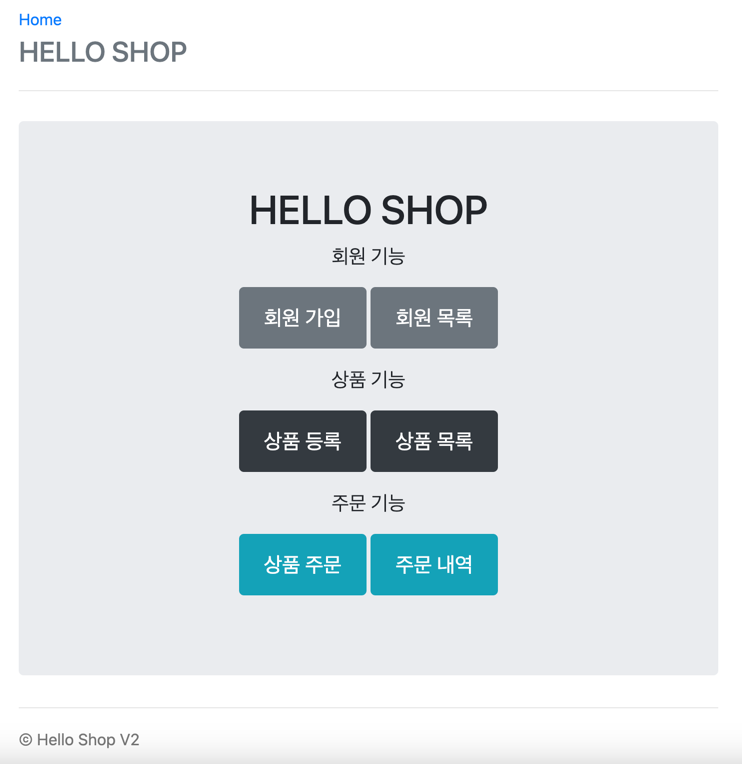 Home
HELLO SHOP
HELLO SHOP
회원 기능
회원 가입 회원 목록
상품 기능
상품 등록 상품 목록
주문 기능
상품 주문 주문 내역
© Hello Shop V2